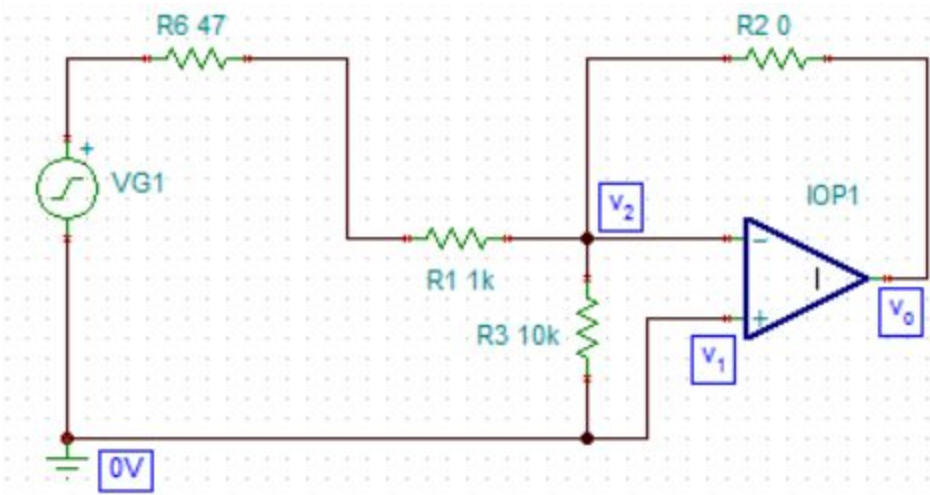 R6 47
R2 0
+
VG1
v2
IOP1
−
I
R1 1k
R3 10k
+
v1
vo
0V